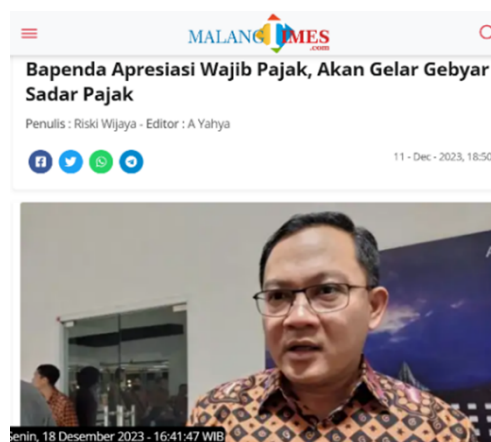 MALANGTIMES
.com
Bapenda Apresiasi Wajib Pajak, Akan Gelar Gebyar
Sadar Pajak
Penulis : Riski Wijaya - Editor : A Yahya
11 - Dec - 2023, 18:50
Senin, 18 Desember 2023 - 16:41:47 WIB